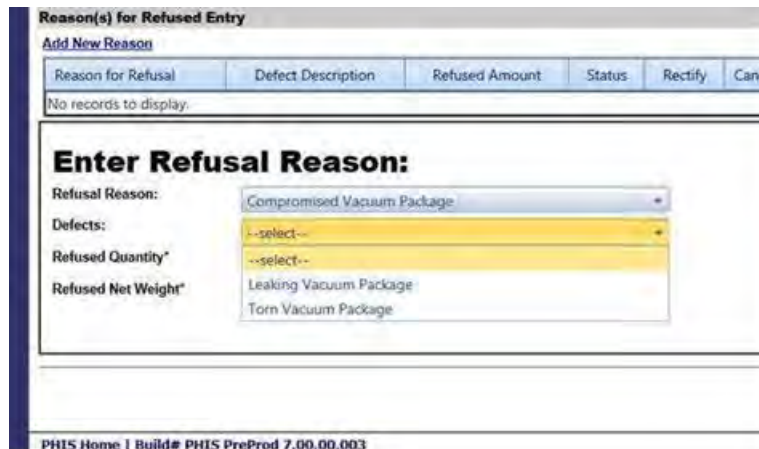 Reason(s) for Refused Entry
Add New Reason
Reason for Refusal Defect Description Refused Amount Status Rectify Can
No records to display.
Enter Refusal Reason:
Refusal Reason: Compromised Vacuum Package
Defects: --select--
Refused Quantity* --select--
Refused Net Weight* Leaking Vacuum Package
Torn Vacuum Package
PHIS Home | Build# PHIS PreProd 7.00.00.003